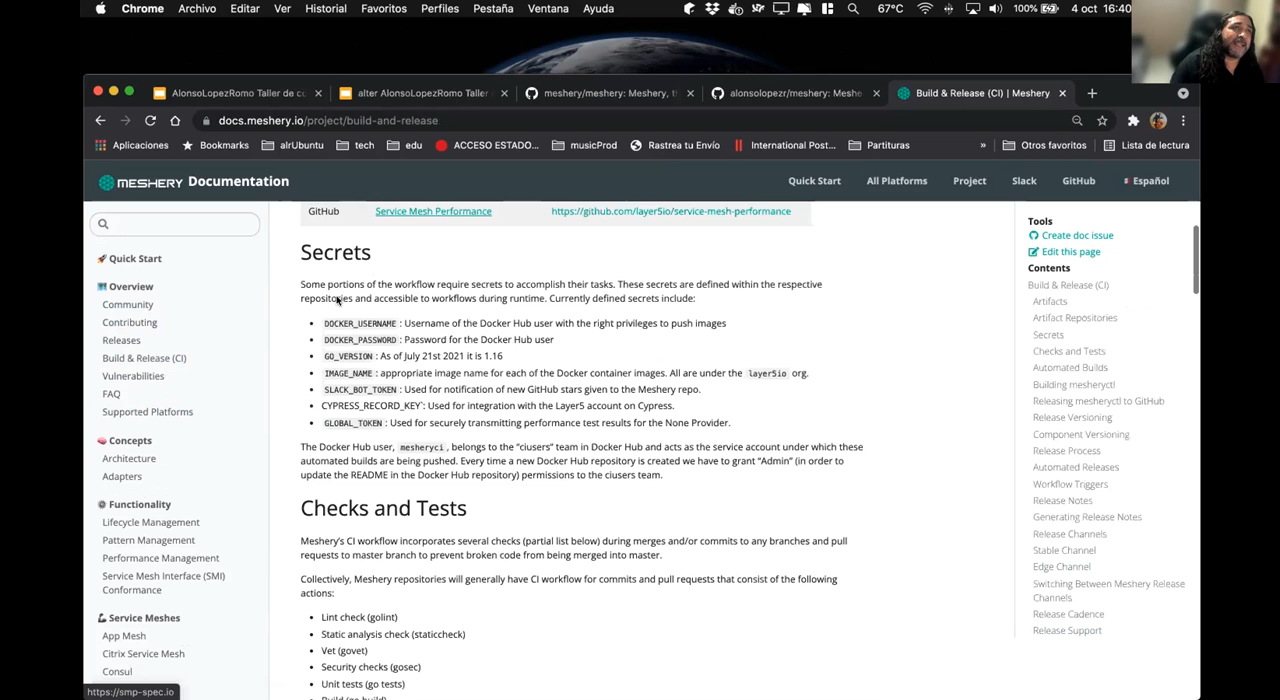 Chrome Archivo Editar Ver Historial Favoritos Perfiles Pestaña Ventana Ayuda 67°C 100% 4 oct 16:40
AlonsoLopezRomo Taller de co
alter AlonsoLopezRomo Taller
meshery/meshery: Meshery, t
alonsolopezr/meshery: Meshe
Build & Release (CI) | Meshery
docs.meshery.io/project/build-and-release
Aplicaciones Bookmarks alrUbuntu tech edu ACCESO ESTADO... musicProd Rastrea tu Envío International Post... Partituras » Otros favoritos Lista de lectura
MESHERY Documentation
Quick Start All Platforms Project Slack GitHub Español
Quick Start
Overview
Community
Contributing
Releases
Build & Release (CI)
Vulnerabilities
FAQ
Supported Platforms
Concepts
Architecture
Adapters
Functionality
Lifecycle Management
Pattern Management
Performance Management
Service Mesh Interface (SMI)
Conformance
Service Meshes
App Mesh
Citrix Service Mesh
Consul
https://smp-spec.io
GitHub Service Mesh Performance https://github.com/layer5io/service-mesh-performance
Secrets
Some portions of the workflow require secrets to accomplish their tasks. These secrets are defined within the respective
repositories and accessible to workflows during runtime. Currently defined secrets include:
• DOCKER_USERNAME : Username of the Docker Hub user with the right privileges to push images
• DOCKER_PASSWORD : Password for the Docker Hub user
• GO_VERSION : As of July 21st 2021 it is 1.16
• IMAGE_NAME : appropriate image name for each of the Docker container images. All are under the layer5io org.
• SLACK_BOT_TOKEN : Used for notification of new GitHub stars given to the Meshery repo.
• CYPRESS_RECORD_KEY`: Used for integration with the Layer5 account on Cypress.
• GLOBAL_TOKEN : Used for securely transmitting performance test results for the None Provider.
The Docker Hub user, mesheryci, belongs to the “ciusers” team in Docker Hub and acts as the service account under which these
automated builds are being pushed. Every time a new Docker Hub repository is created we have to grant “Admin” (in order to
update the README in the Docker Hub repository) permissions to the ciusers team.
Checks and Tests
Meshery’s CI workflow incorporates several checks (partial list below) during merges and/or commits to any branches and pull
requests to master branch to prevent broken code from being merged into master.
Collectively, Meshery repositories will generally have CI workflow for commits and pull requests that consist of the following
actions:
• Lint check (golint)
• Static analysis check (staticcheck)
• Vet (govet)
• Security checks (gosec)
• Unit tests (go tests)
• Build (go build)
Tools
Create doc issue
Edit this page
Contents
Build & Release (CI)
Artifacts
Artifact Repositories
Secrets
Checks and Tests
Automated Builds
Building mesheryctl
Releasing mesheryctl to GitHub
Release Versioning
Component Versioning
Release Process
Automated Releases
Workflow Triggers
Release Notes
Generating Release Notes
Release Channels
Stable Channel
Edge Channel
Switching Between Meshery Release
Channels
Release Cadence
Release Support